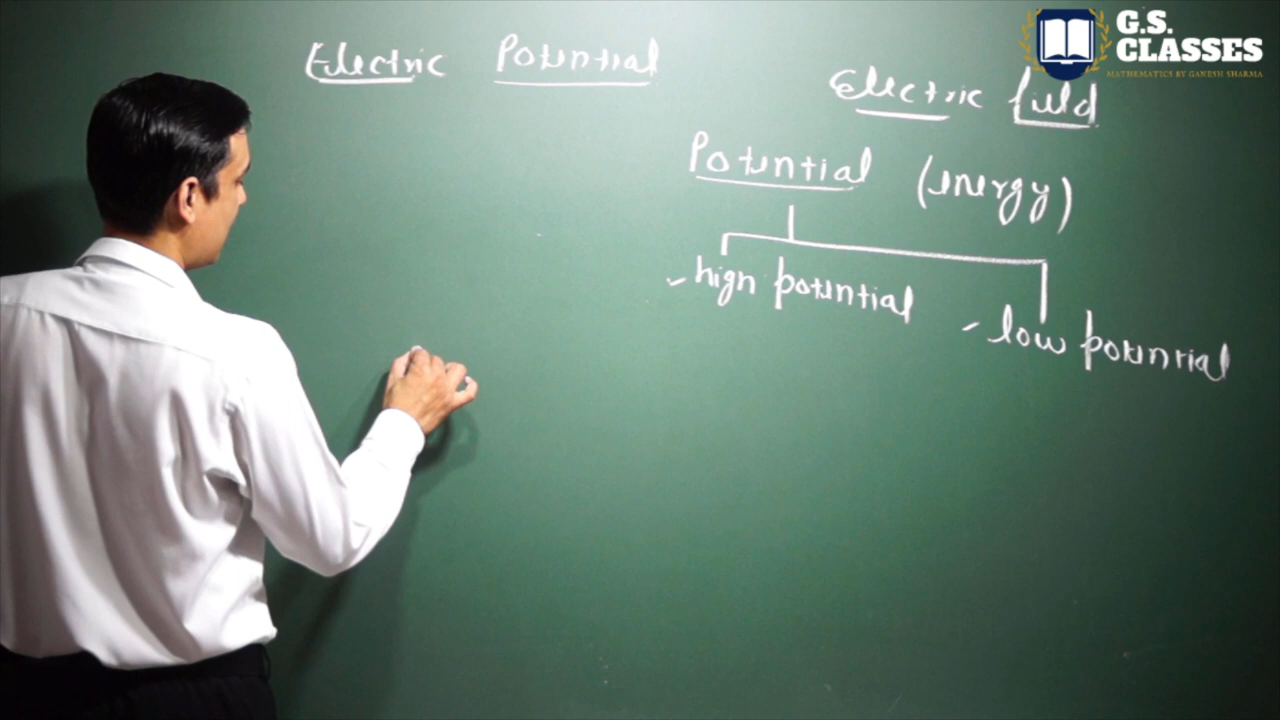 G.S.
CLASSES
MATHEMATICS BY GANESH SHARMA
Electric Potential
Electric field
Potential (energy)
- high potential
- low potential